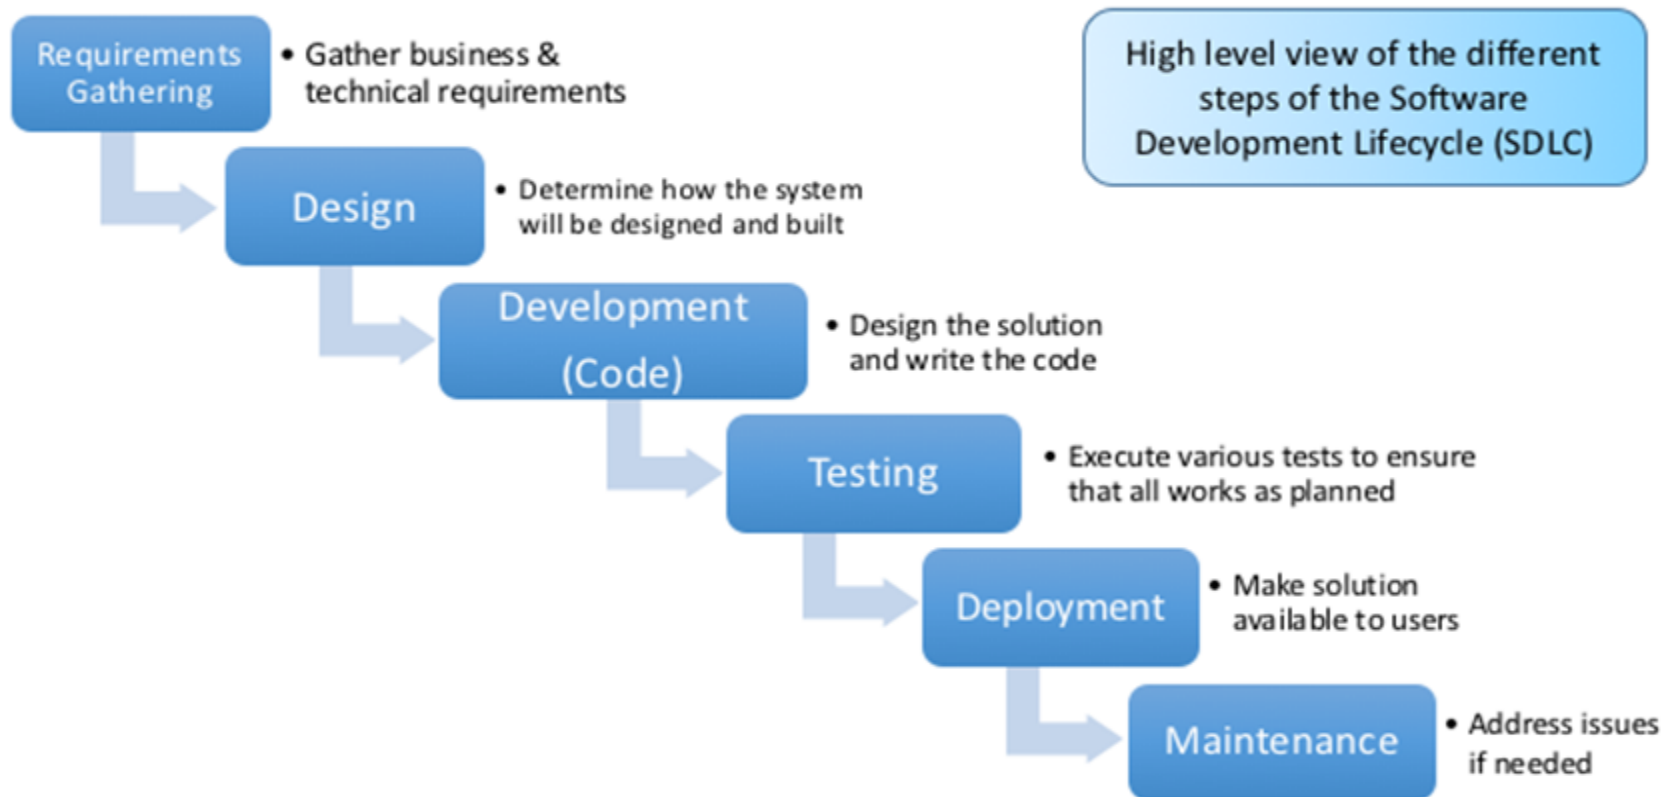 Requirements
Gathering
• Gather business &
technical requirements
High level view of the different
steps of the Software
Development Lifecycle (SDLC)
Design
• Determine how the system
will be designed and built
Development
(Code)
• Design the solution
and write the code
Testing
• Execute various tests to ensure
that all works as planned
Deployment
• Make solution
available to users
Maintenance
• Address issues
if needed